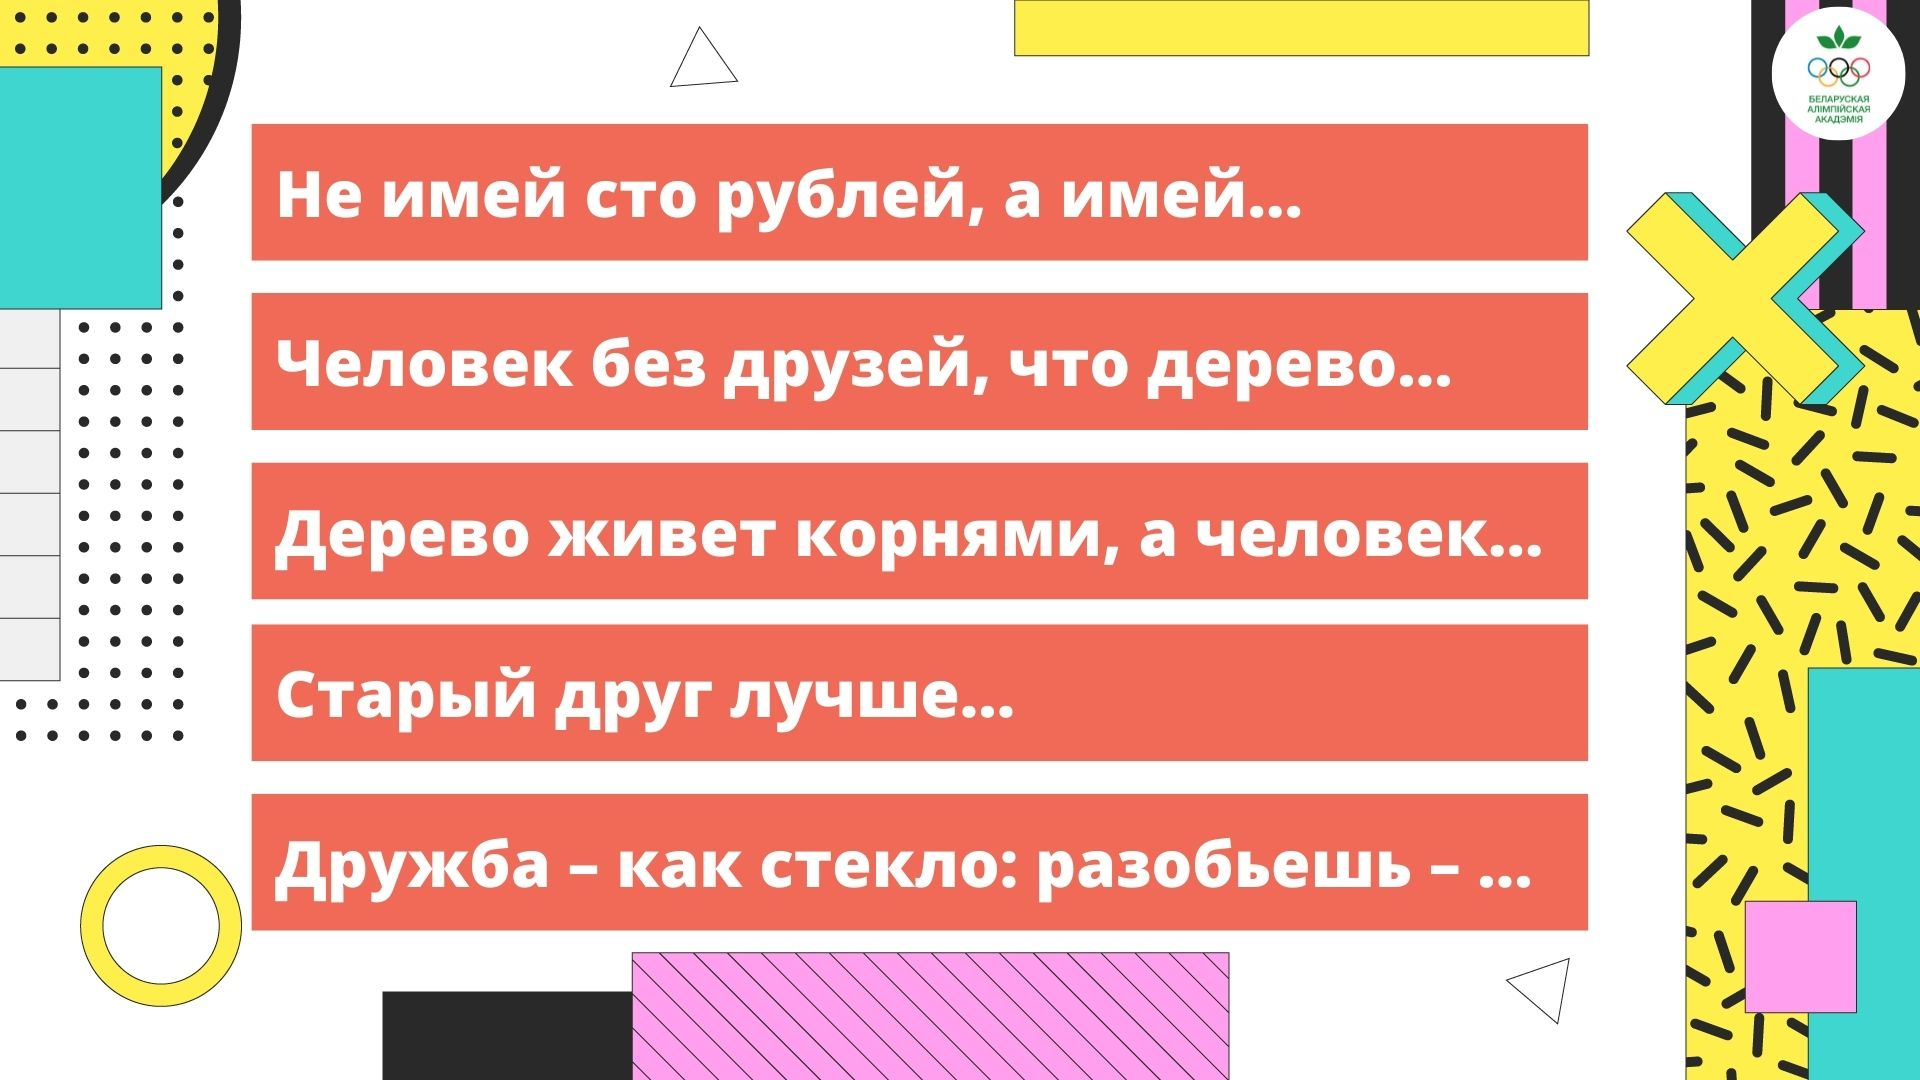 БЕЛАРУСКАЯ
АЛІМПІЙСКАЯ
АКАДЭМІЯ
Не имей сто рублей, а имей...
Человек без друзей, что дерево...
Дерево живет корнями, а человек...
Старый друг лучше...
Дружба – как стекло: разобьешь – ...